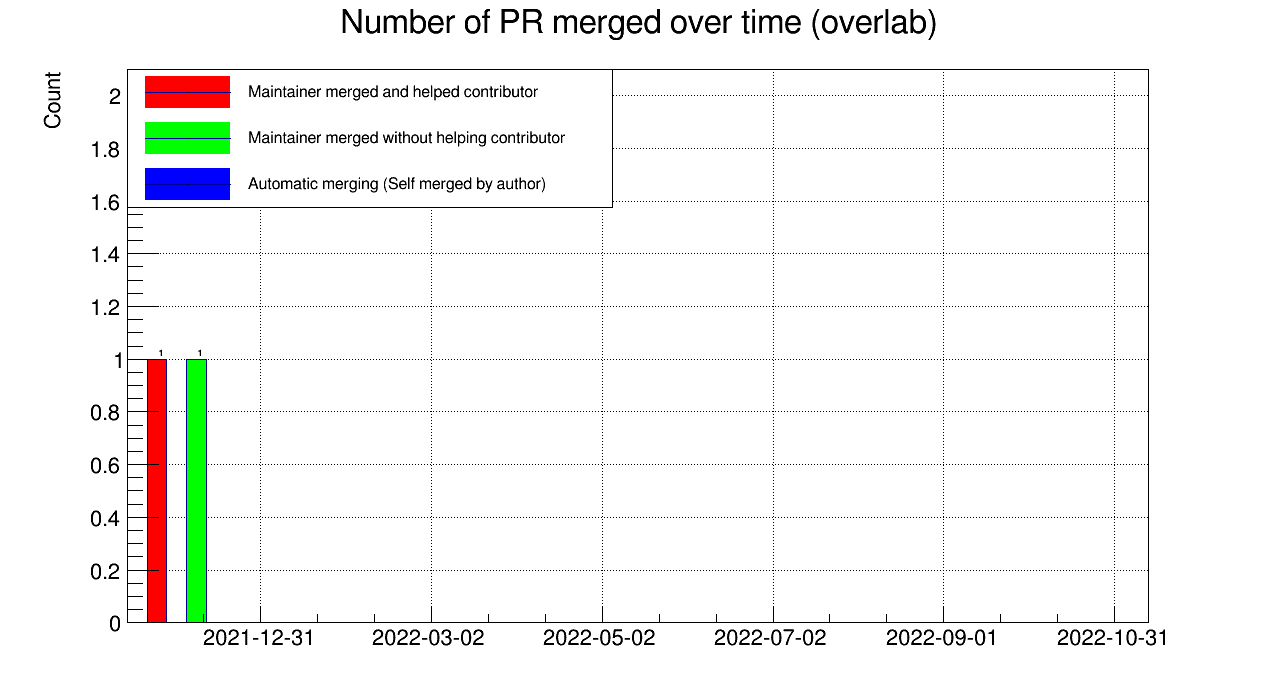 Number of PR merged over time (overlab)
Count
Maintainer merged and helped contributor
Maintainer merged without helping contributor
Automatic merging (Self merged by author)
2
1.8
1.6
1.4
1.2
1
0.8
0.6
0.4
0.2
0
1 1
2021-12-31 2022-03-02 2022-05-02 2022-07-02 2022-09-01 2022-10-31